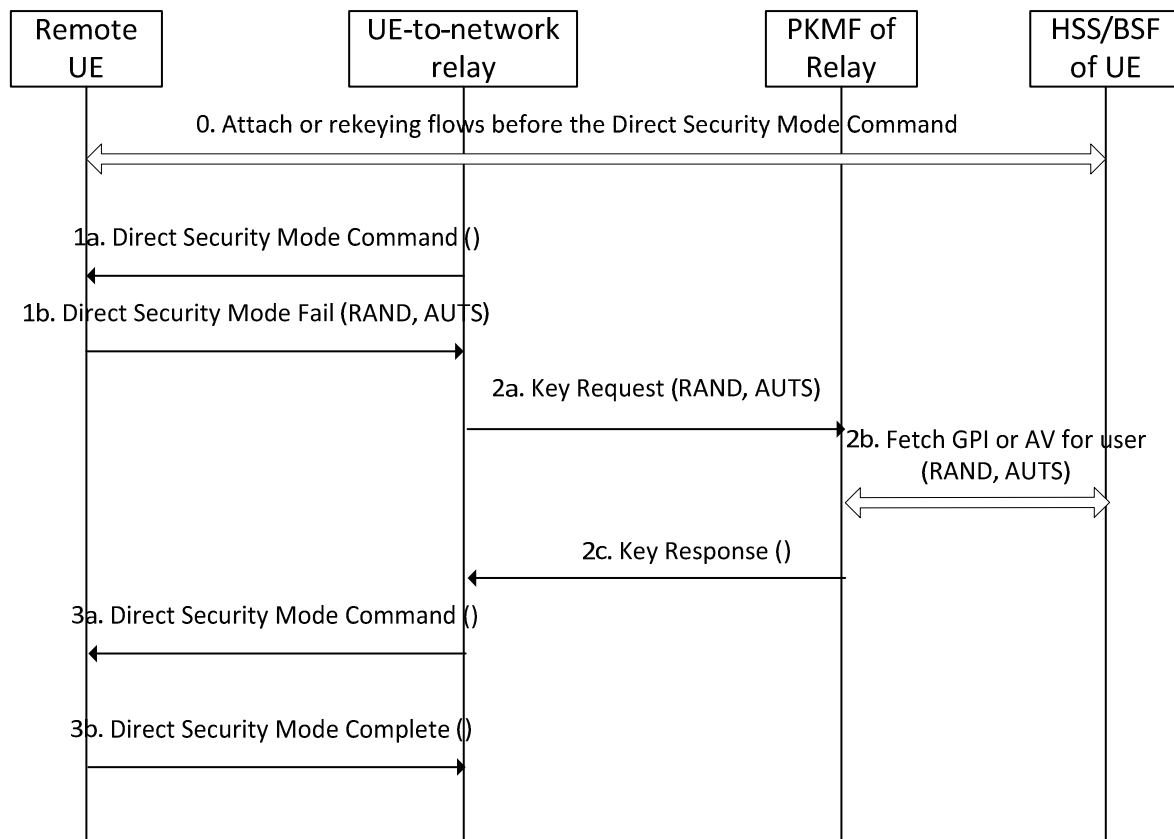 Remote
UE
UE-to-network
relay
PKMF of
Relay
HSS/BSF
of UE
0. Attach or rekeying flows before the Direct Security Mode Command
1a. Direct Security Mode Command ()
1b. Direct Security Mode Fail (RAND, AUTS)
2a. Key Request (RAND, AUTS)
2b. Fetch GPI or AV for user
(RAND, AUTS)
2c. Key Response ()
3a. Direct Security Mode Command ()
3b. Direct Security Mode Complete ()